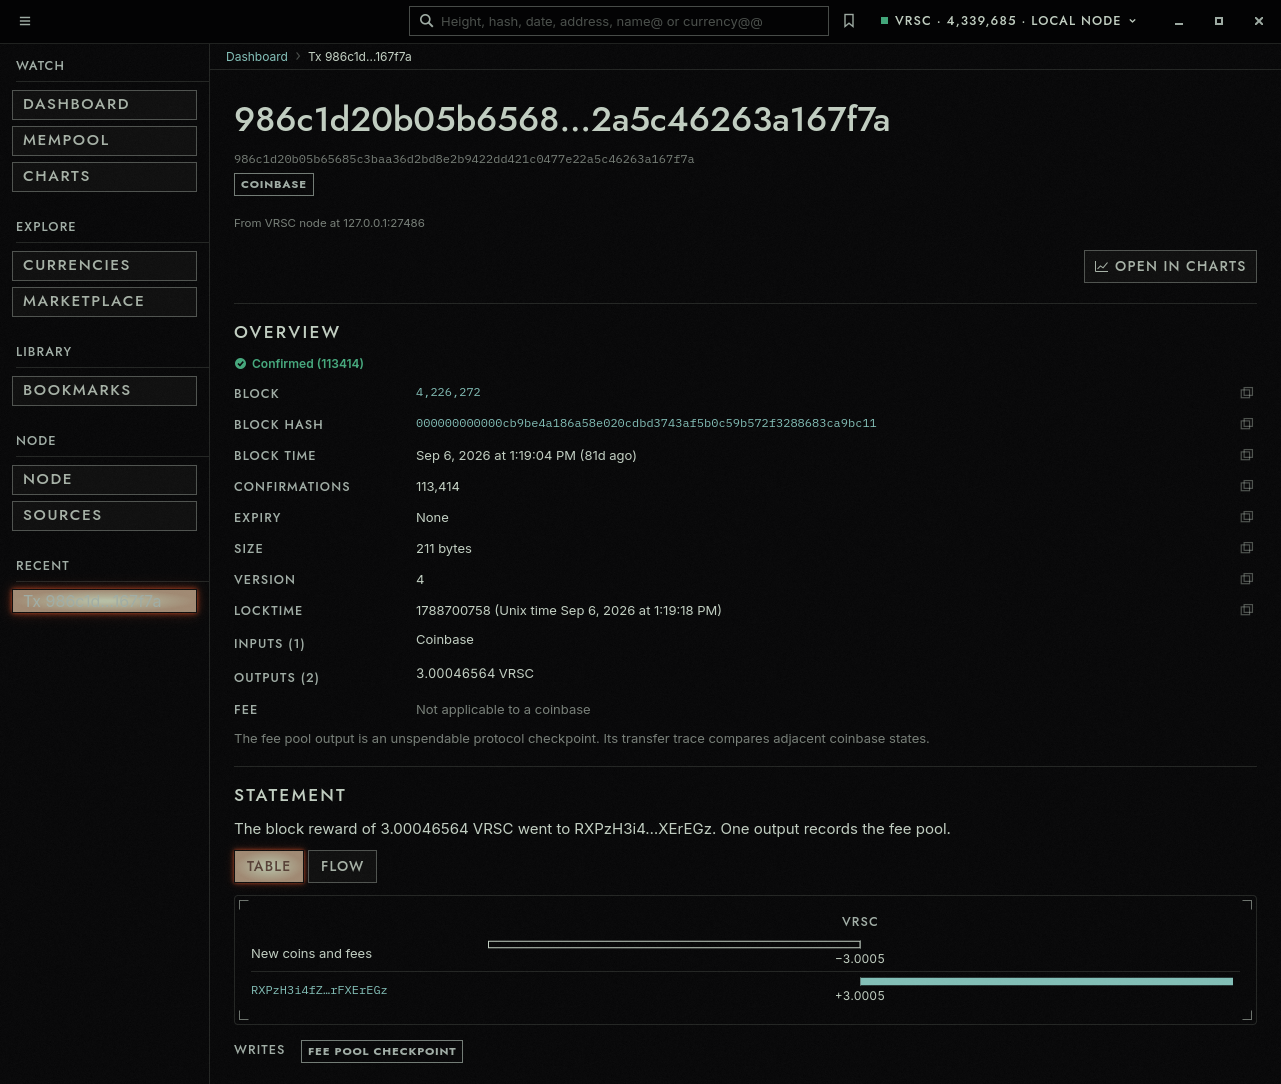 Height, hash, date, address, name@ or currency@@
VRSC · 4,339,685 · LOCAL NODE
WATCH
DASHBOARD
MEMPOOL
CHARTS
EXPLORE
CURRENCIES
MARKETPLACE
LIBRARY
BOOKMARKS
NODE
NODE
SOURCES
RECENT
Tx 986c1d…167f7a
Dashboard > Tx 986c1d…167f7a
986c1d20b05b6568…2a5c46263a167f7a
986c1d20b05b65685c3baa36d2bd8e2b9422dd421c0477e22a5c46263a167f7a
COINBASE
From VRSC node at 127.0.0.1:27486
OPEN IN CHARTS
OVERVIEW
Confirmed (113414)
BLOCK 4,226,272
BLOCK HASH 000000000000cb9be4a186a58e020cdbd3743af5b0c59b572f3288683ca9bc11
BLOCK TIME Sep 6, 2026 at 1:19:04 PM (81d ago)
CONFIRMATIONS 113,414
EXPIRY None
SIZE 211 bytes
VERSION 4
LOCKTIME 1788700758 (Unix time Sep 6, 2026 at 1:19:18 PM)
INPUTS (1) Coinbase
OUTPUTS (2) 3.00046564 VRSC
FEE Not applicable to a coinbase
The fee pool output is an unspendable protocol checkpoint. Its transfer trace compares adjacent coinbase states.
STATEMENT
The block reward of 3.00046564 VRSC went to RXPzH3i4…XErEGz. One output records the fee pool.
TABLE FLOW
VRSC
New coins and fees −3.0005
RXPzH3i4fZ…rFXErEGz +3.0005
WRITES FEE POOL CHECKPOINT